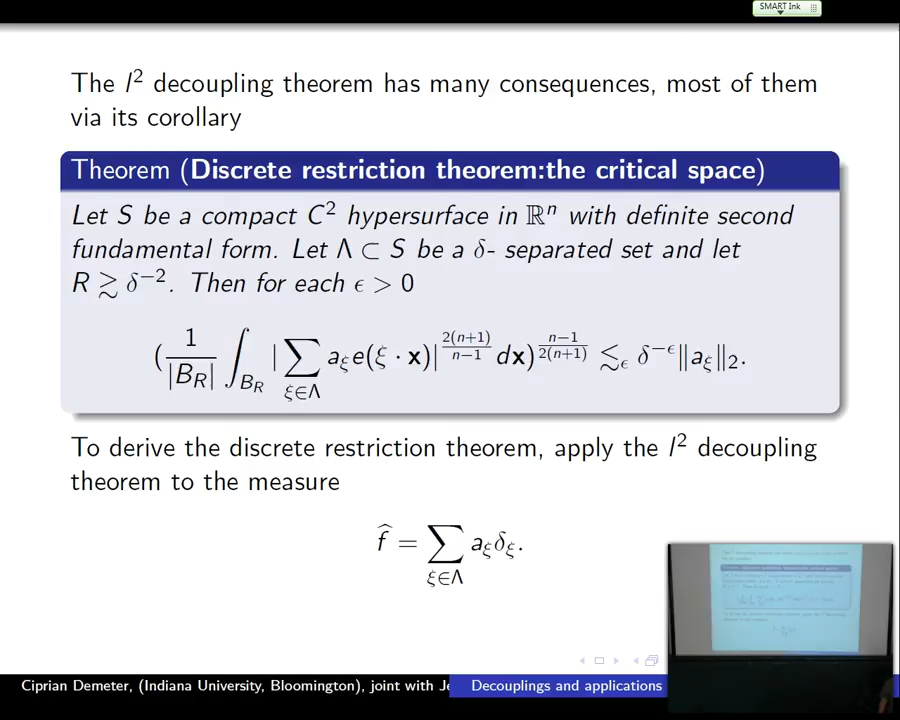 SMART Ink
The l² decoupling theorem has many consequences, most of them
via its corollary
Theorem (Discrete restriction theorem:the critical space)
Let S be a compact C² hypersurface in ℝⁿ with definite second
fundamental form. Let Λ ⊂ S be a δ- separated set and let
R ≳ δ⁻². Then for each ϵ > 0
(1/|B_R| ∫_{B_R} |∑_{ξ∈Λ} a_ξ e(ξ · x)|^{2(n+1)/(n−1)} dx)^{(n−1)/(2(n+1))} ≲_ϵ δ^{−ϵ}‖a_ξ‖₂.
To derive the discrete restriction theorem, apply the l² decoupling
theorem to the measure
f̂ = ∑_{ξ∈Λ} a_ξ δ_ξ.
Ciprian Demeter, (Indiana University, Bloomington), joint with Decouplings and applications